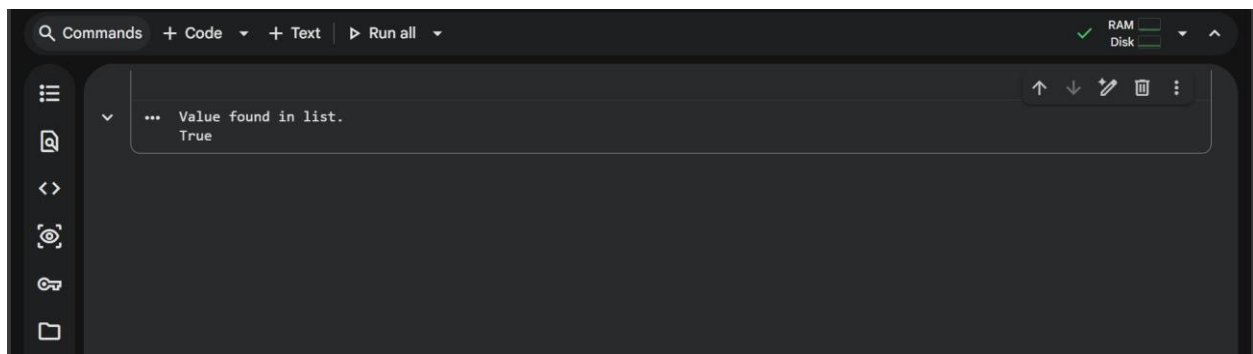 Commands + Code + Text Run all RAM
Disk
Value found in list.
True